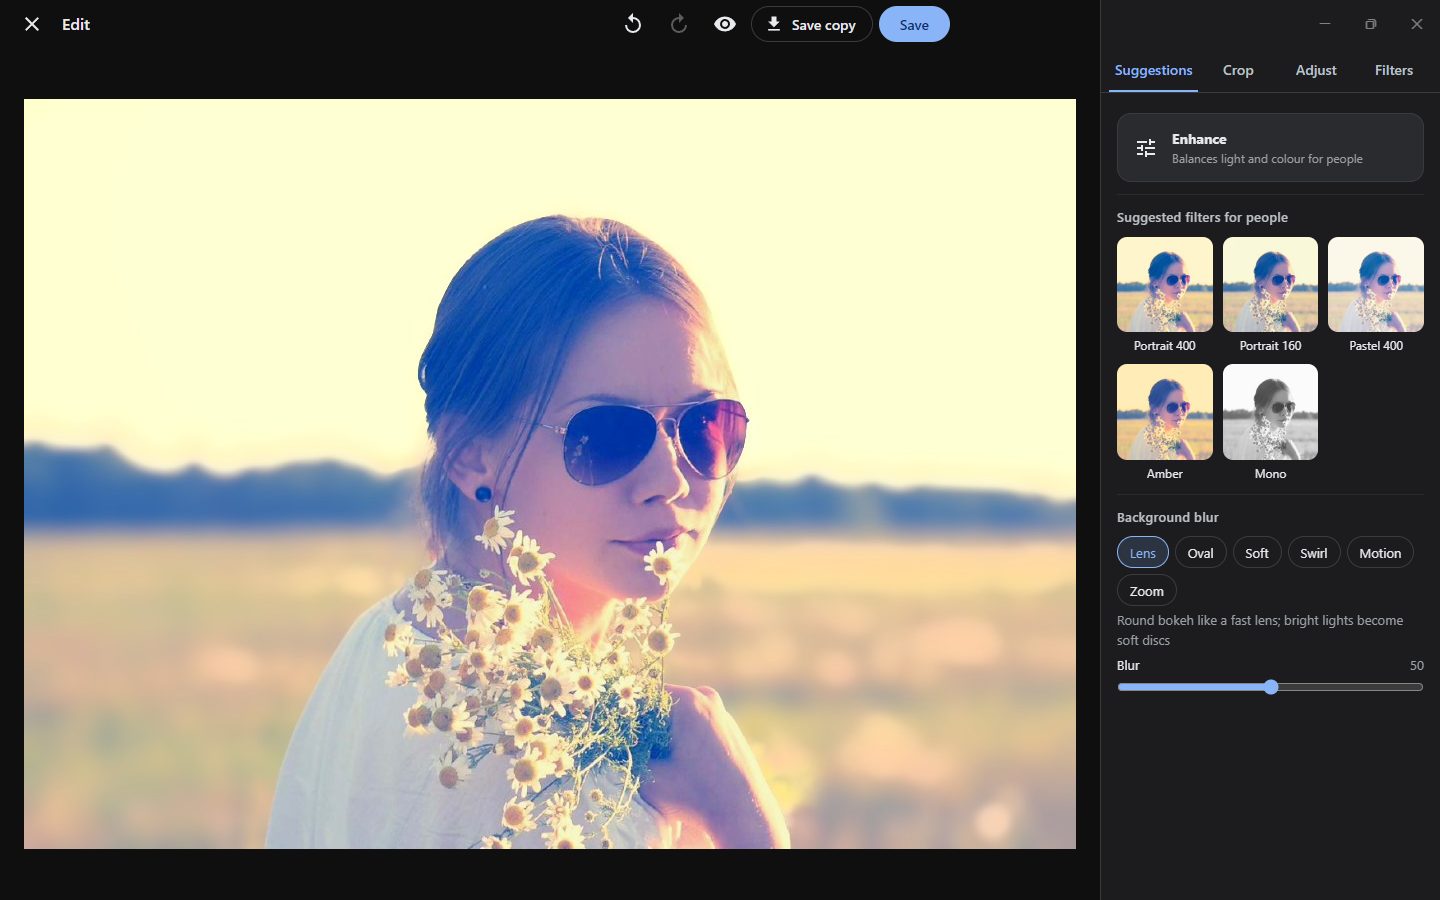 Edit
Save copy
Save
Suggestions
Crop
Adjust
Filters
Enhance
Balances light and colour for people
Suggested filters for people
Portrait 400
Portrait 160
Pastel 400
Amber
Mono
Background blur
Lens
Oval
Soft
Swirl
Motion
Zoom
Round bokeh like a fast lens; bright lights become
soft discs
Blur
50